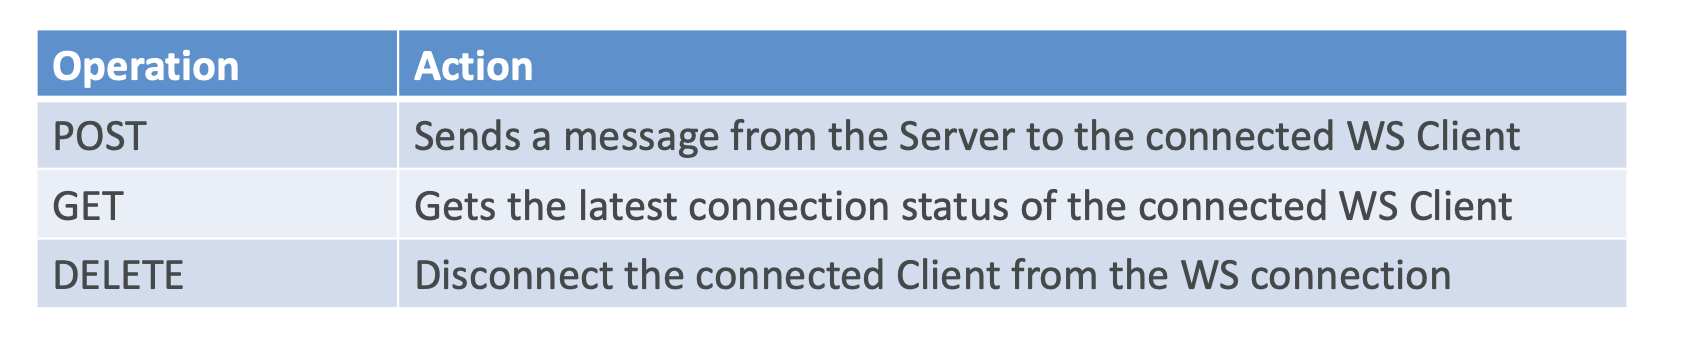 Operation Action
POST Sends a message from the Server to the connected WS Client
GET Gets the latest connection status of the connected WS Client
DELETE Disconnect the connected Client from the WS connection